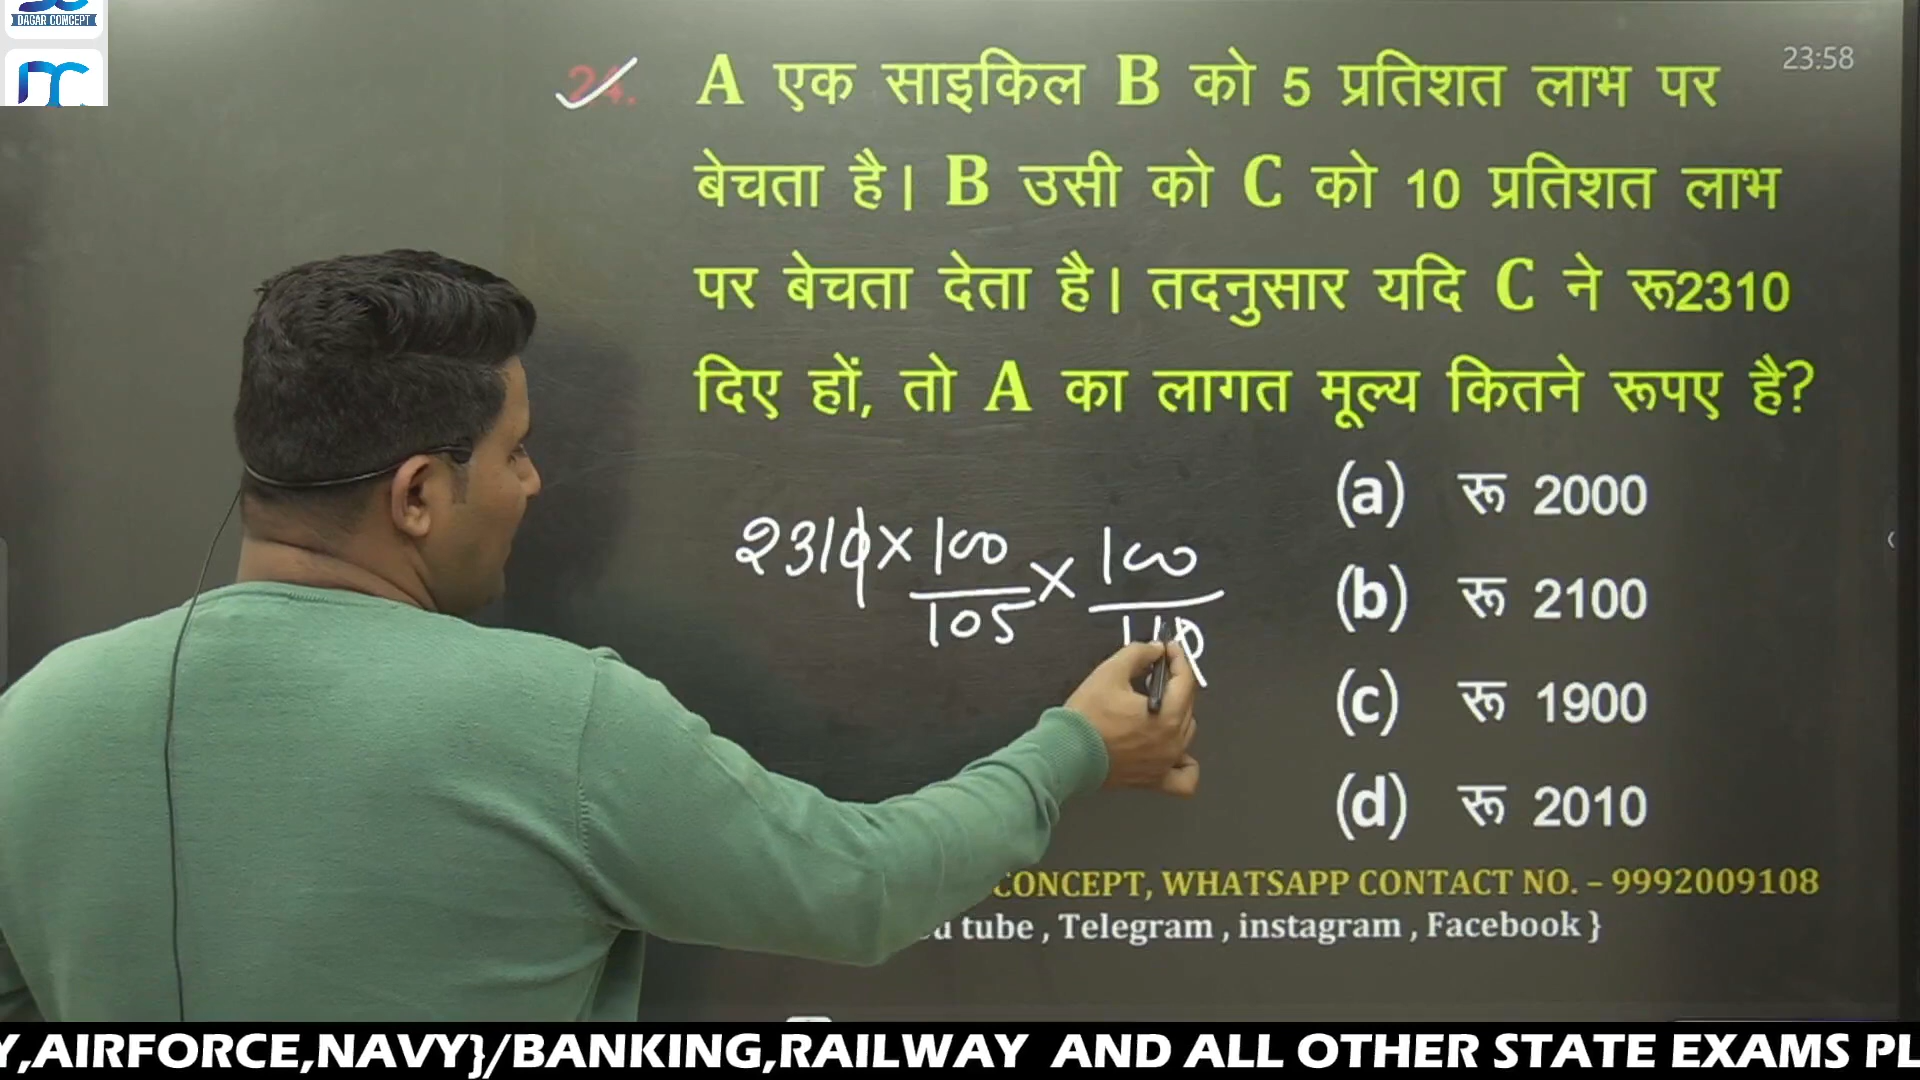 DAGAR CONCEPT
23:58
24. A एक साइकिल B को 5 प्रतिशत लाभ पर
बेचता है। B उसी को C को 10 प्रतिशत लाभ
पर बेचता देता है। तदनुसार यदि C ने रू2310
दिए हों, तो A का लागत मूल्य कितने रूपए है?
(a) रू 2000
(b) रू 2100
(c) रू 1900
(d) रू 2010
2310 × 100/105 × 100/110
CONCEPT, WHATSAPP CONTACT NO. – 9992009108
tube , Telegram , instagram , Facebook }
Y,AIRFORCE,NAVY}/BANKING,RAILWAY AND ALL OTHER STATE EXAMS PL